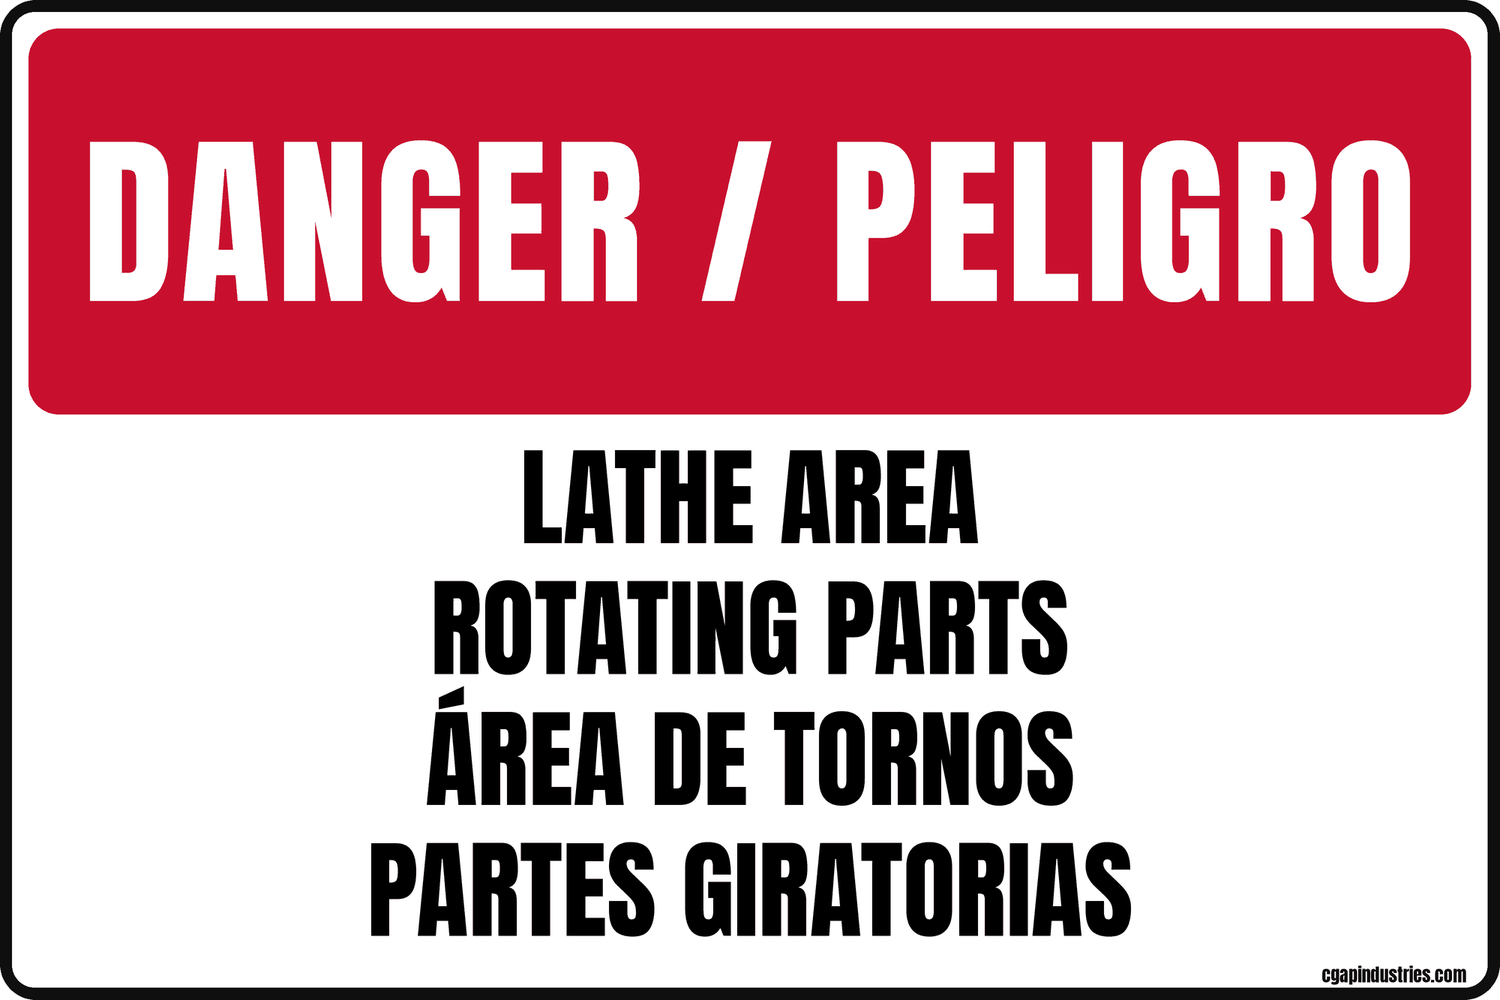 DANGER / PELIGRO
LATHE AREA
ROTATING PARTS
ÁREA DE TORNOS
PARTES GIRATORIAS
cgapindustries.com